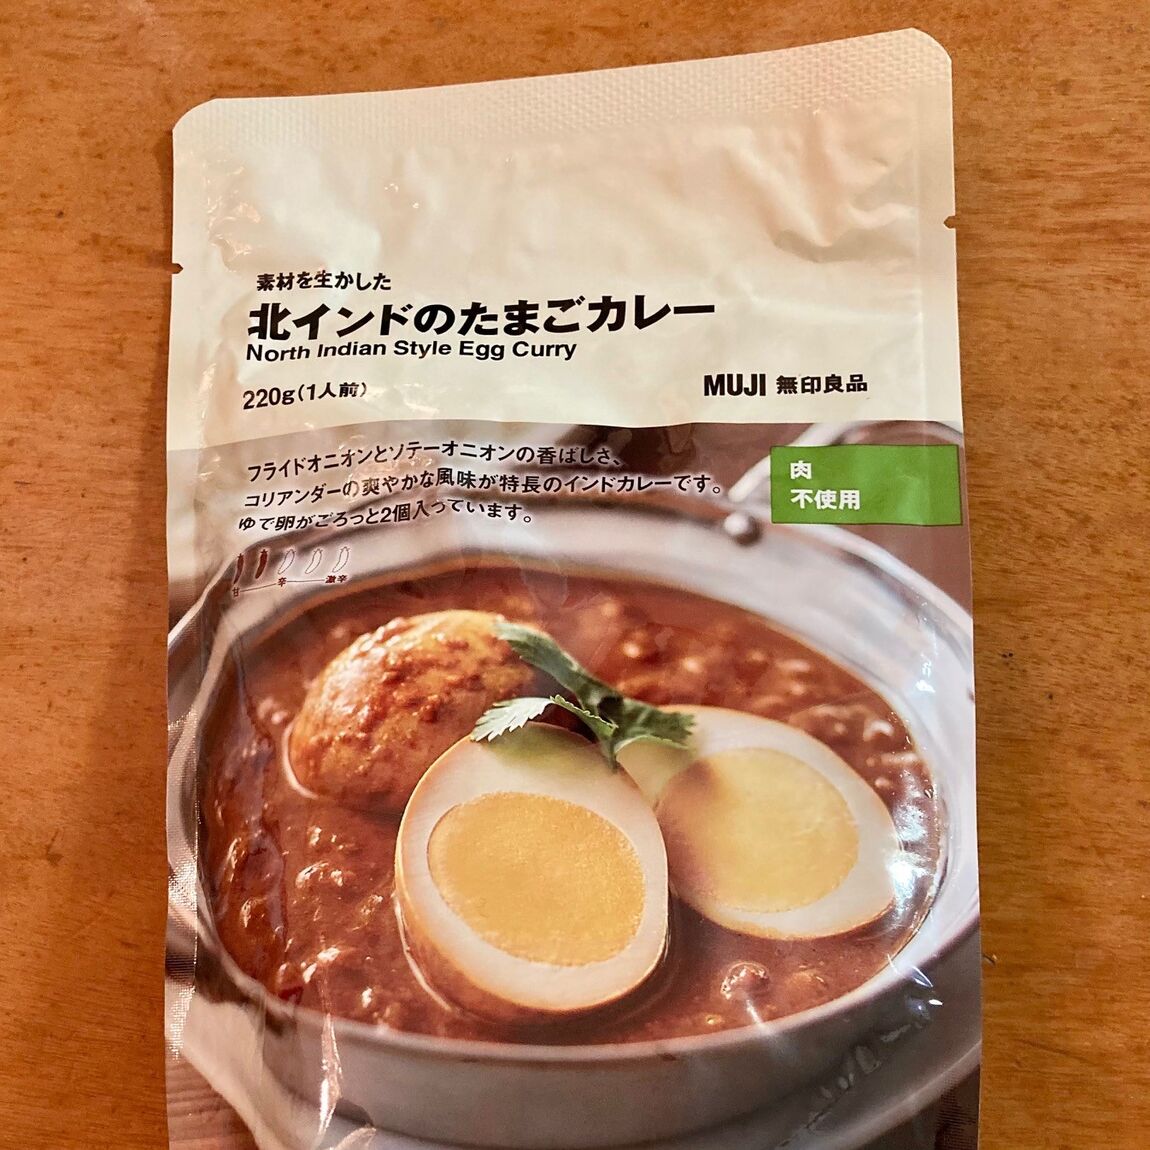 素材を生かした
北インドのたまごカレー
North Indian Style Egg Curry
220g(1人前)
MUJI 無印良品
フライドオニオンとソテーオニオンの香ばしさ、
コリアンダーの爽やかな風味が特長のインドカレーです。
ゆで卵がごろっと2個入っています。
肉
不使用
甘 辛 激辛